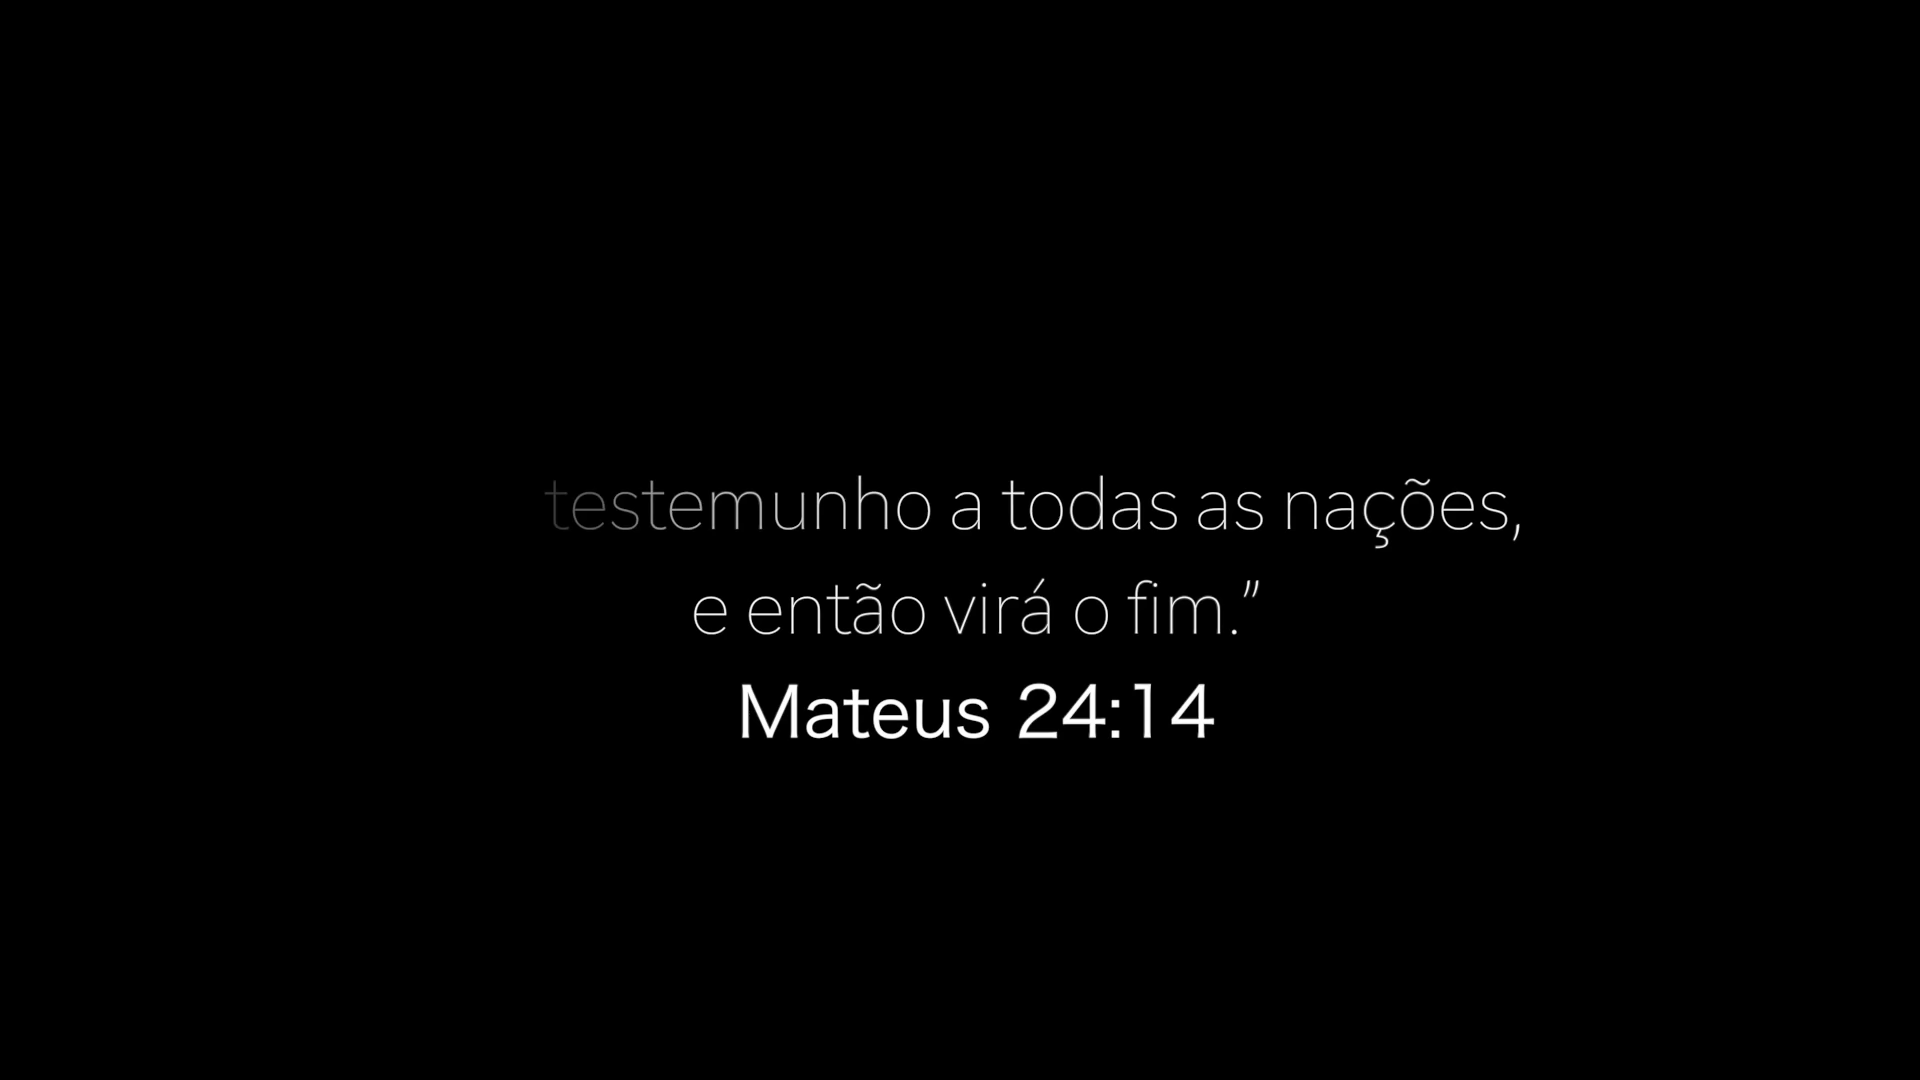 testemunho a todas as nações,
e então virá o fim.”
Mateus 24:14